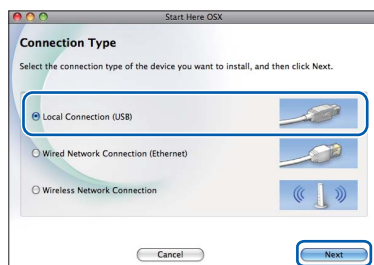 Start Here OSX
Connection Type
Select the connection type of the device you want to install, and then click Next.
Local Connection (USB)
Wired Network Connection (Ethernet)
Wireless Network Connection
Cancel
Next